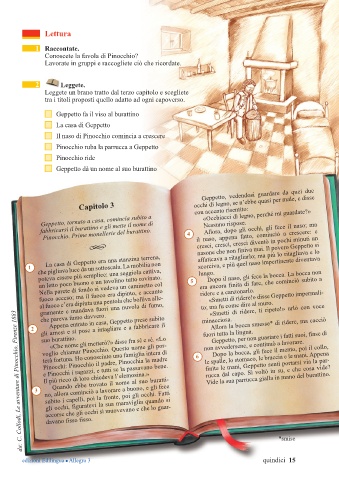 Lettura
1 Raccontate.
Conoscete la favola di Pinocchio?
Lavorate in gruppi e raccogliete ciò che ricordate.
2 Leggete.
Leggete un brano tratto dal terzo capitolo e scegliete
tra i titoli proposti quello adatto ad ogni capoverso.
Geppetto fa il viso al burattino
La casa di Geppetto
Il naso di Pinocchio comincia a crescere
Pinocchio ruba la parrucca a Geppetto
Pinocchio ride
Geppetto dà un nome al suo burattino
Capitolo 3
Geppetto, tornato a casa, comincia subito a
fabbricarsi il burattino e gli mette il nome di
Pinocchio. Prime monellerie del burattino.
1 La casa di Geppetto era una stanzina terrena,
che pigliava luce da un sottoscala. La mobilia non
poteva essere più semplice: una seggiola cattiva,
un letto poco buono e un tavolino tutto rovinato.
Nella parete di fondo si vedeva un caminetto col
fuoco acceso; ma il fuoco era dipinto, e accanto
al fuoco c'era dipinta una pentola che bolliva alle-
gramente e mandava fuori una nuvola di fumo,
che pareva fumo davvero.
2 Appena entrato in casa, Geppetto prese subito
gli arnesi e si pose a intagliare e a fabbricare il
suo burattino.
«Che nome gli metterò?» disse fra sé e sé. «Lo
voglio chiamar Pinocchio. Questo nome gli por-
terà fortuna. Ho conosciuto una famiglia intera di
Pinocchi: Pinocchio il padre, Pinocchia la madre
e Pinocchi i ragazzi, e tutti se la passavano bene.
Il più ricco di loro chiedeva l'elemosina.»
3 Quando ebbe trovato il nome al suo buratti-
no, allora cominciò a lavorare a buono, e gli fece
subito i capelli, poi la fronte, poi gli occhi. Fatti
gli occhi, figuratevi la sua maraviglia quando si
accorse che gli occhi si muovevano e che lo guar-
davano fisso fisso.
Geppetto, vedendosi guardare da quei due
occhi di legno, se n'ebbe quasi per male, e disse
con accento risentito:
«Occhiacci di legno, perché mi guardate?»
Nessuno rispose.
4 Allora, dopo gli occhi, gli fece il naso; ma
il naso, appena fatto, cominciò a crescere: e
cresci, cresci, cresci diventò in pochi minuti un
nasone che non finiva mai. Il povero Geppetto si
affaticava a ritagliarlo; ma più lo ritagliava e lo
scorciva, e più quel naso impertinente diventava
lungo.
5 Dopo il naso, gli fece la bocca. La bocca non
era ancora finita di fare, che cominciò subito a
ridere e a canzonarlo.
«Smetti di ridere!» disse Geppetto impermali-
to; ma fu come dire al muro.
«Smetti di ridere, ti ripeto!» urlò con voce
minacciosa.
Allora la bocca smesse* di ridere, ma cacciò
fuori tutta la lingua.
Geppetto, per non guastare i fatti suoi, finse di
non avvedersene, e continuò a lavorare.
6 Dopo la bocca, gli fece il mento, poi il collo,
le spalle, lo stomaco, le braccia e le mani. Appena
finite le mani, Geppetto sentì portarsi via la par-
rucca dal capo. Si voltò in su, e che cosa vide?
Vide la sua parrucca gialla in mano del burattino.
*smise
da: C. Collodi, Le avventure di Pinocchio, Firenze 1883
edizioni Edilingua • Allegro 3
quindici 15